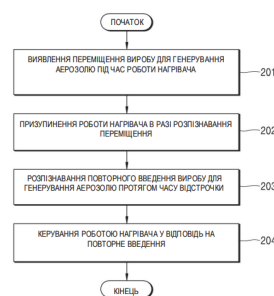 ПОЧАТОК
ВИЯВЛЕННЯ ПЕРЕМІЩЕННЯ ВИРОБУ ДЛЯ ГЕНЕРУВАННЯ
АЕРОЗОЛЮ ПІД ЧАС РОБОТИ НАГРІВАЧА
201
ПРИЗУПИНЕННЯ РОБОТИ НАГРІВАЧА В РАЗІ РОЗПІЗНАВАННЯ
ПЕРЕМІЩЕННЯ
202
РОЗПІЗНАВАННЯ ПОВТОРНОГО ВВЕДЕННЯ ВИРОБУ ДЛЯ
ГЕНЕРУВАННЯ АЕРОЗОЛЮ ПРОТЯГОМ ЧАСУ ВІДСТРОЧКИ
203
КЕРУВАННЯ РОБОТОЮ НАГРІВАЧА У ВІДПОВІДЬ НА
ПОВТОРНЕ ВВЕДЕННЯ
204
КІНЕЦЬ